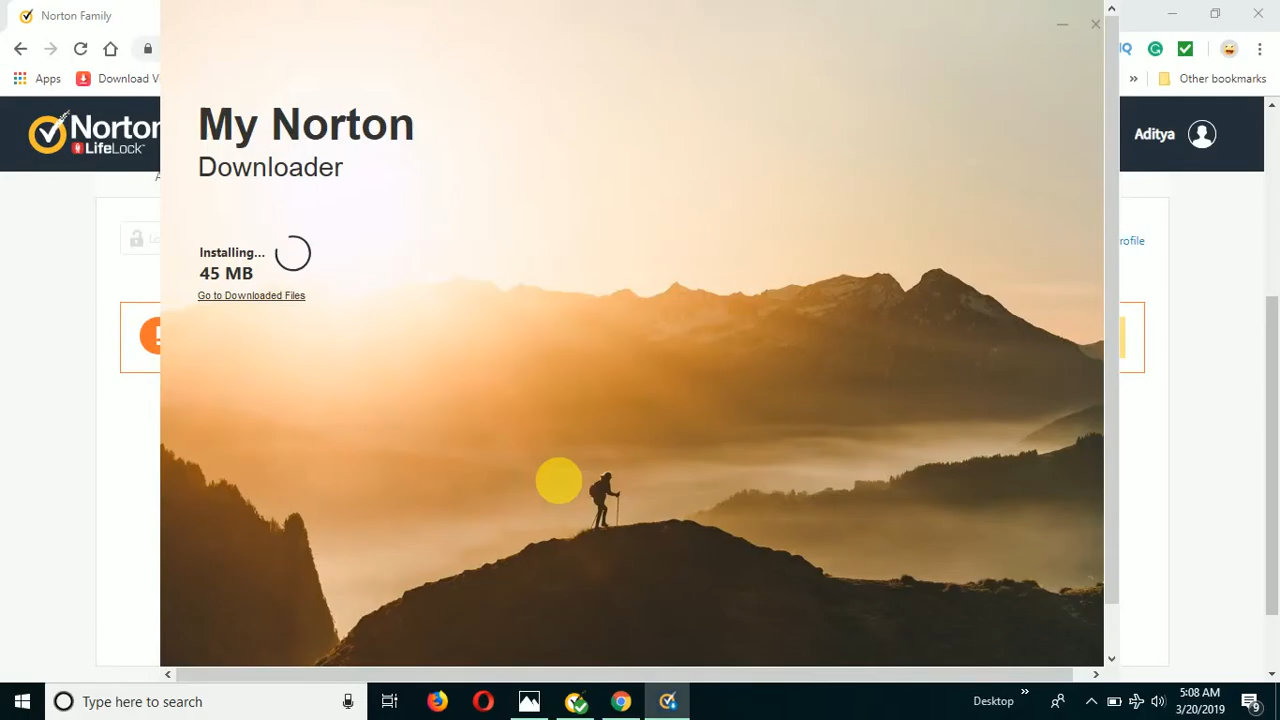 Norton Family
Apps
Download V
Other bookmarks
Norton
LifeLock
Aditya
My Norton
Downloader
Installing...
45 MB
Go to Downloaded Files
rofile
Type here to search
Desktop
5:08 AM
3/20/2019
9